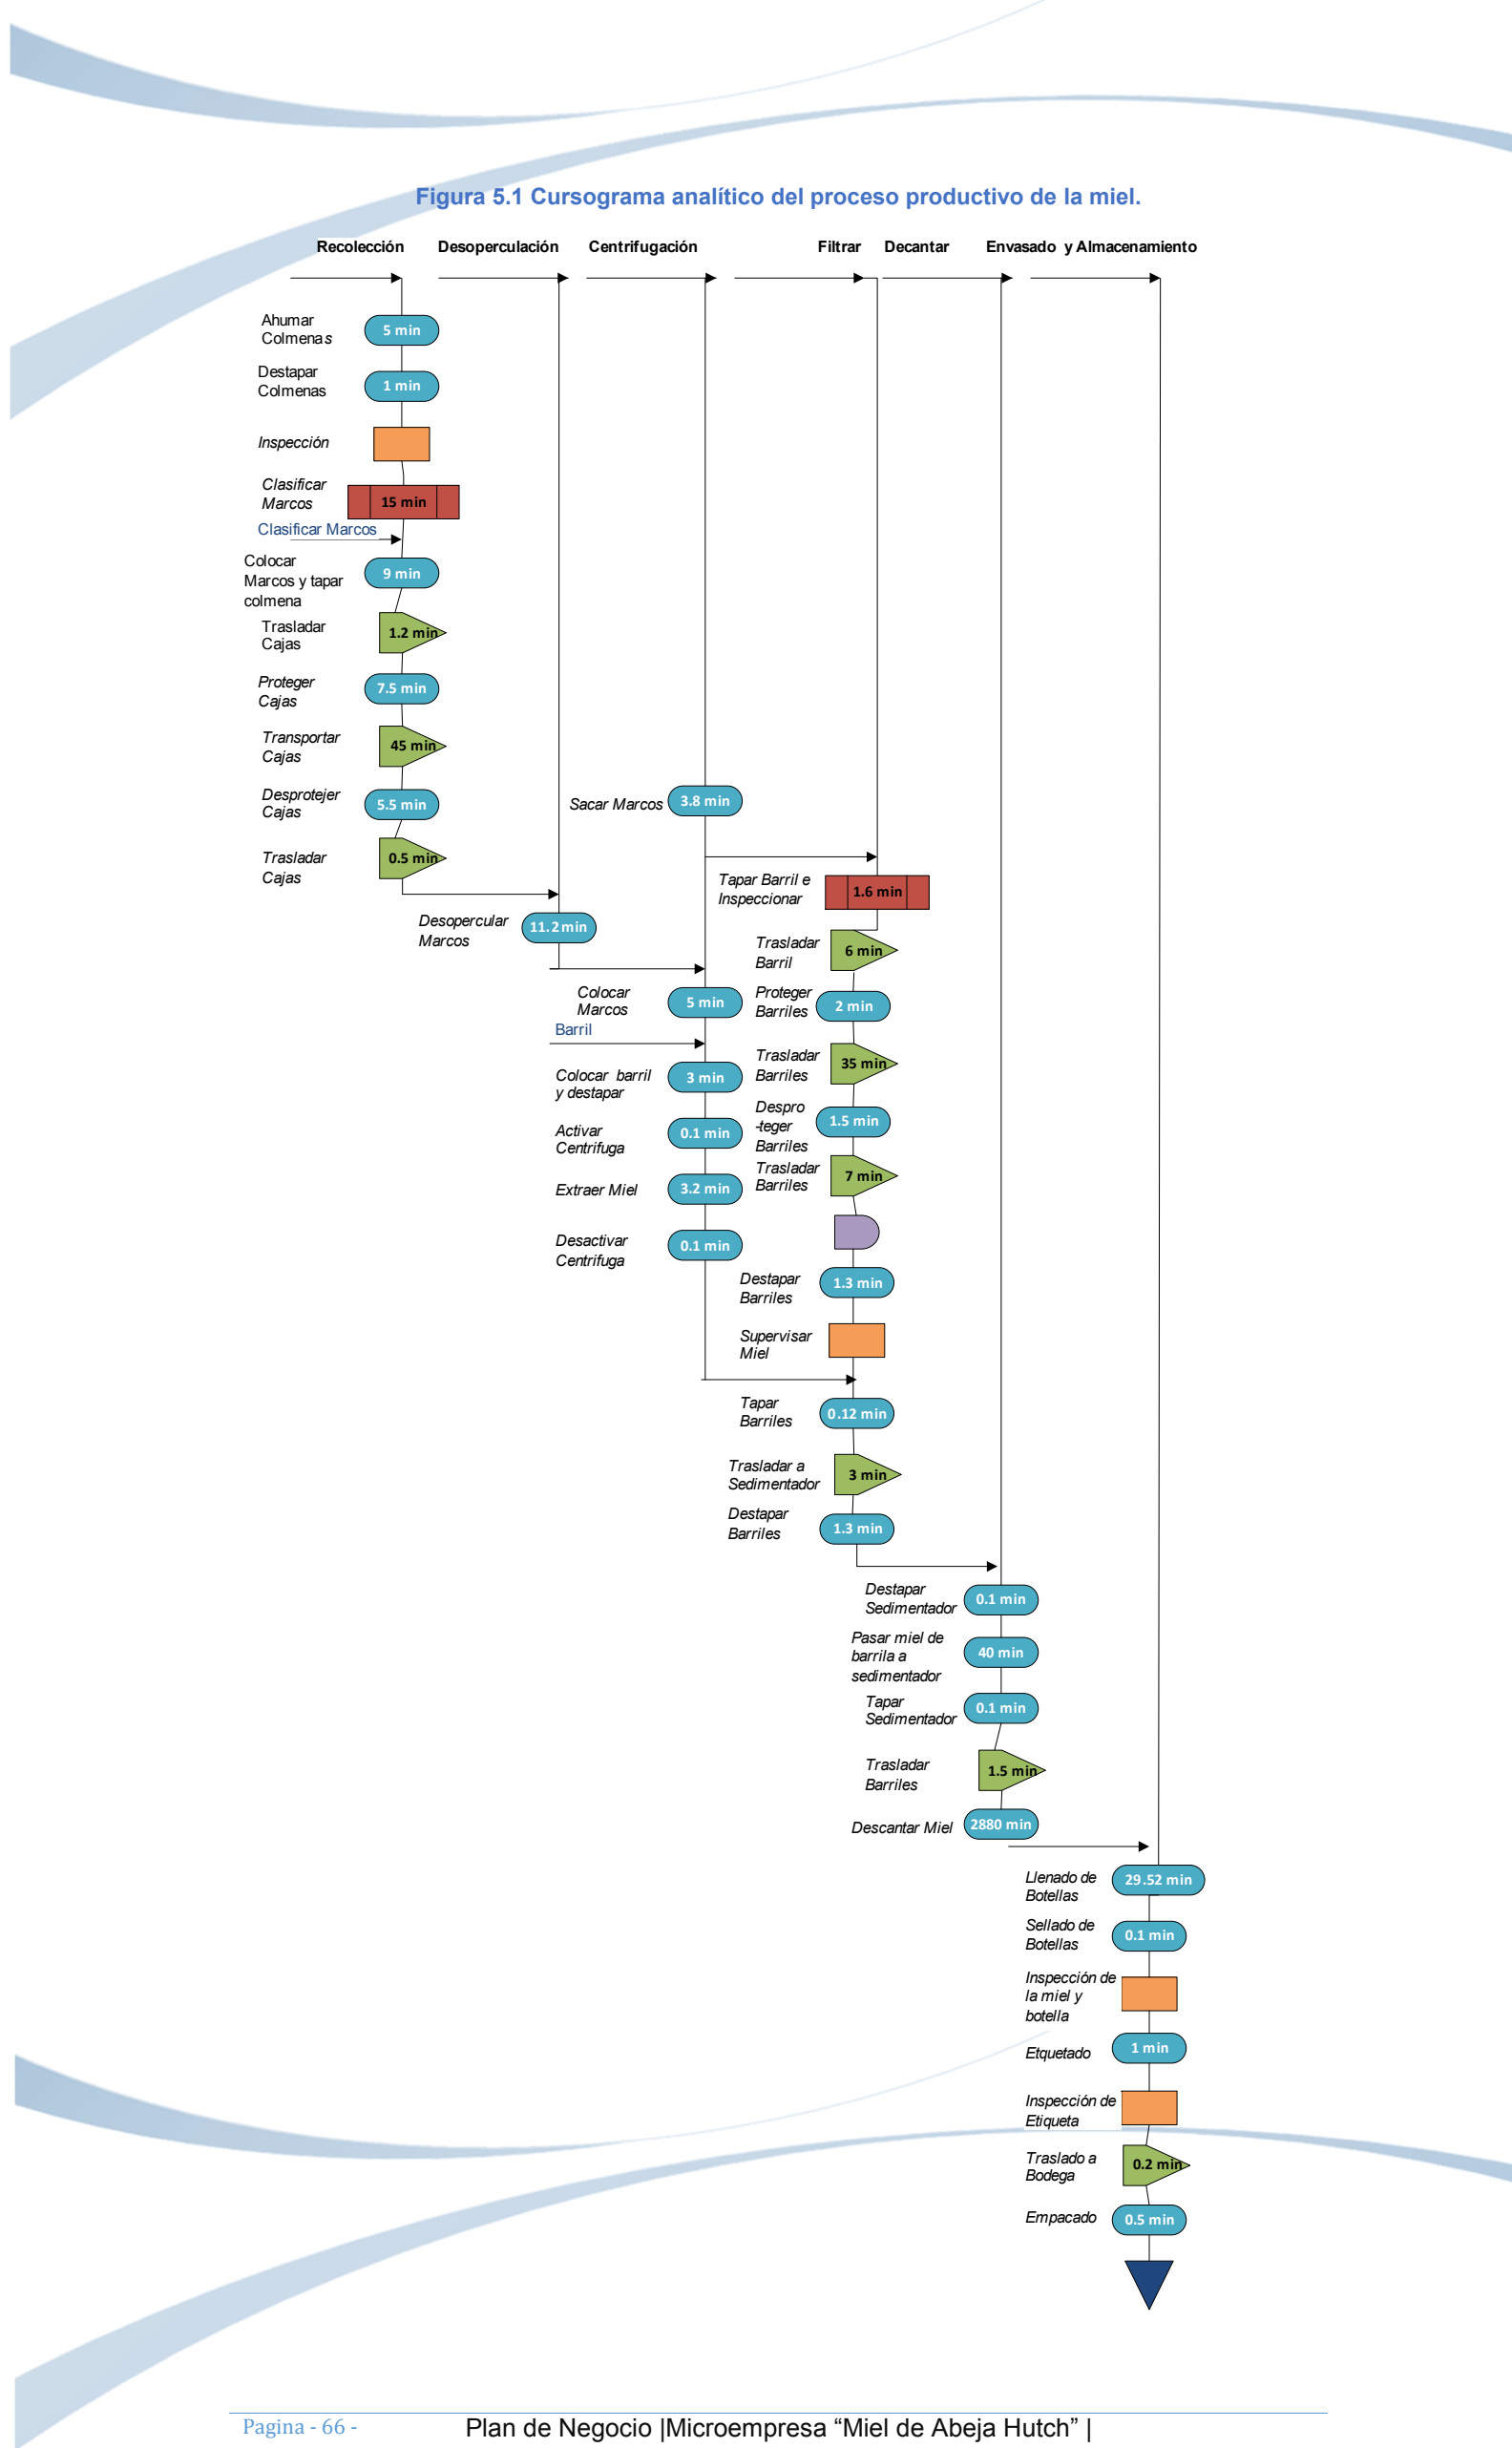 Figura 5.1 Cursograma analítico del proceso productivo de la miel.
Recolección Desoperculación Centrifugación Filtrar Decantar Envasado y Almacenamiento
Ahumar
Colmenas
5 min
Destapar
Colmenas
1 min
Inspección
Clasificar
Marcos
15 min
Clasificar Marcos
Colocar
Marcos y tapar
colmena
9 min
Trasladar
Cajas
1.2 min
Proteger
Cajas
7.5 min
Transportar
Cajas
45 min
Desprotejer
Cajas
5.5 min
Trasladar
Cajas
0.5 min
Desopercular
Marcos
11.2 min
Sacar Marcos
3.8 min
Colocar
Marcos
5 min
Barril
Colocar barril
y destapar
3 min
Activar
Centrifuga
0.1 min
Extraer Miel
3.2 min
Desactivar
Centrifuga
0.1 min
Tapar Barril e
Inspeccionar
1.6 min
Trasladar
Barril
6 min
Proteger
Barriles
2 min
Trasladar
Barriles
35 min
Despro
-teger
Barriles
1.5 min
Trasladar
Barriles
7 min
Destapar
Barriles
1.3 min
Supervisar
Miel
Tapar
Barriles
0.12 min
Trasladar a
Sedimentador
3 min
Destapar
Barriles
1.3 min
Destapar
Sedimentador
0.1 min
Pasar miel de
barrila a
sedimentador
40 min
Tapar
Sedimentador
0.1 min
Trasladar
Barriles
1.5 min
Descantar Miel
2880 min
Llenado de
Botellas
29.52 min
Sellado de
Botellas
0.1 min
Inspección de
la miel y
botella
Etquetado
1 min
Inspección de
Etiqueta
Traslado a
Bodega
0.2 min
Empacado
0.5 min
Pagina - 66 - Plan de Negocio |Microempresa “Miel de Abeja Hutch” |